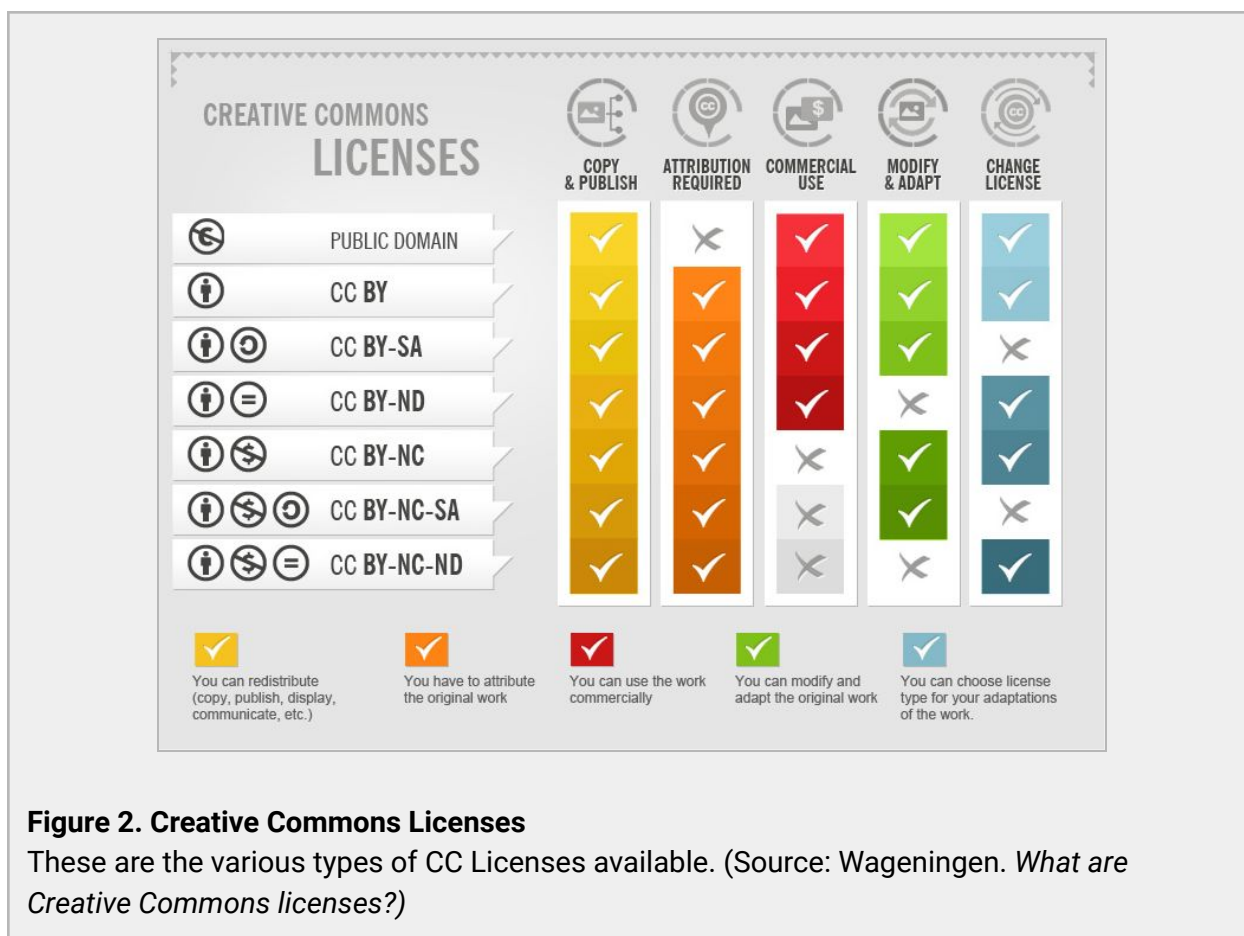 CREATIVE COMMONS
LICENSES
COPY
& PUBLISH
ATTRIBUTION
REQUIRED
COMMERCIAL
USE
MODIFY
& ADAPT
CHANGE
LICENSE
PUBLIC DOMAIN
CC BY
CC BY-SA
CC BY-ND
CC BY-NC
CC BY-NC-SA
CC BY-NC-ND
You can redistribute
(copy, publish, display,
communicate, etc.)
You have to attribute
the original work
You can use the work
commercially
You can modify and
adapt the original work
You can choose license
type for your adaptations
of the work.
Figure 2. Creative Commons Licenses
These are the various types of CC Licenses available. (Source: Wageningen. What are
Creative Commons licenses?)